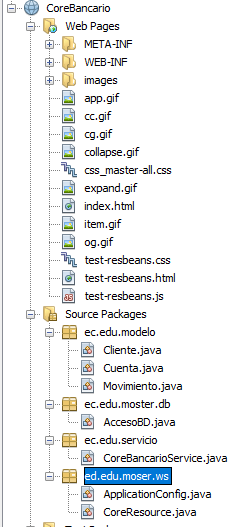 CoreBancario
Web Pages
META-INF
WEB-INF
images
app.gif
cc.gif
cg.gif
collapse.gif
css_master-all.css
expand.gif
index.html
item.gif
og.gif
test-resbeans.css
test-resbeans.html
test-resbeans.js
Source Packages
ec.edu.modelo
Cliente.java
Cuenta.java
Movimiento.java
ec.edu.moster.db
AccesoBD.java
ec.edu.servicio
CoreBancarioService.java
ed.edu.moser.ws
ApplicationConfig.java
CoreResource.java